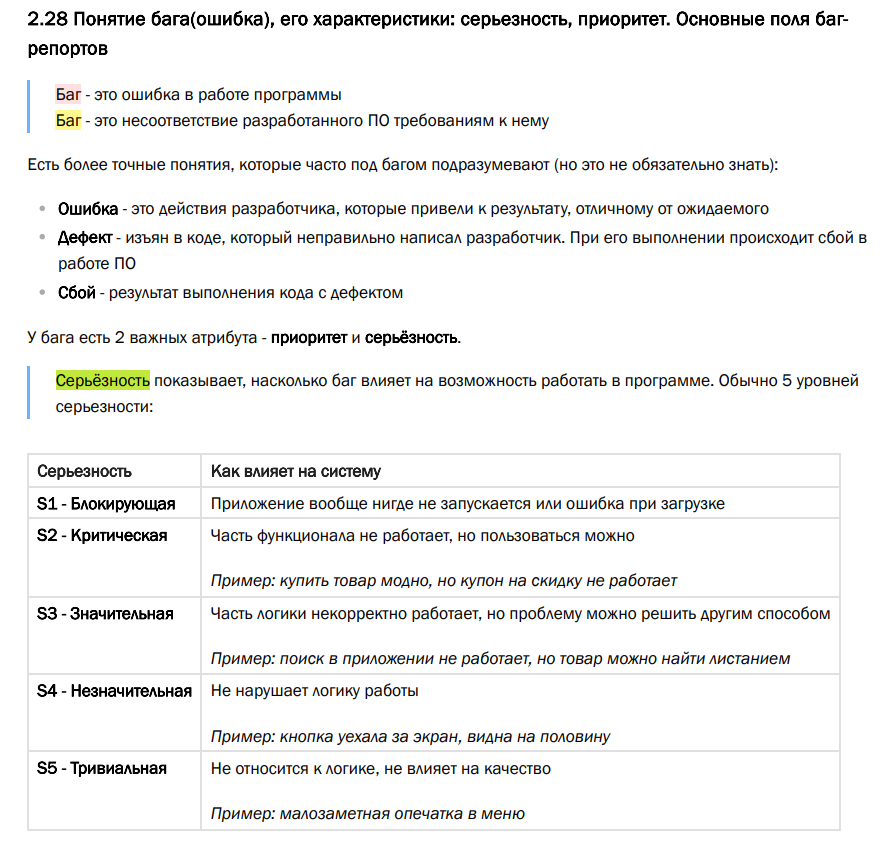 2.28 Понятие бага(ошибка), его характеристики: серьезность, приоритет. Основные поля баг-
репортов
Баг - это ошибка в работе программы
Баг - это несоответствие разработанного ПО требованиям к нему
Есть более точные понятия, которые часто под багом подразумевают (но это не обязательно знать):
• Ошибка - это действия разработчика, которые привели к результату, отличному от ожидаемого
• Дефект - изъян в коде, который неправильно написал разработчик. При его выполнении происходит сбой в
работе ПО
• Сбой - результат выполнения кода с дефектом
У бага есть 2 важных атрибута - приоритет и серьёзность.
Серьёзность показывает, насколько баг влияет на возможность работать в программе. Обычно 5 уровней
серьезности:
Серьезность Как влияет на систему
S1 - Блокирующая Приложение вообще нигде не запускается или ошибка при загрузке
S2 - Критическая Часть функционала не работает, но пользоваться можно
Пример: купить товар модно, но купон на скидку не работает
S3 - Значительная Часть логики некорректно работает, но проблему можно решить другим способом
Пример: поиск в приложении не работает, но товар можно найти листанием
S4 - Незначительная Не нарушает логику работы
Пример: кнопка уехала за экран, видна на половину
S5 - Тривиальная Не относится к логике, не влияет на качество
Пример: малозаметная опечатка в меню